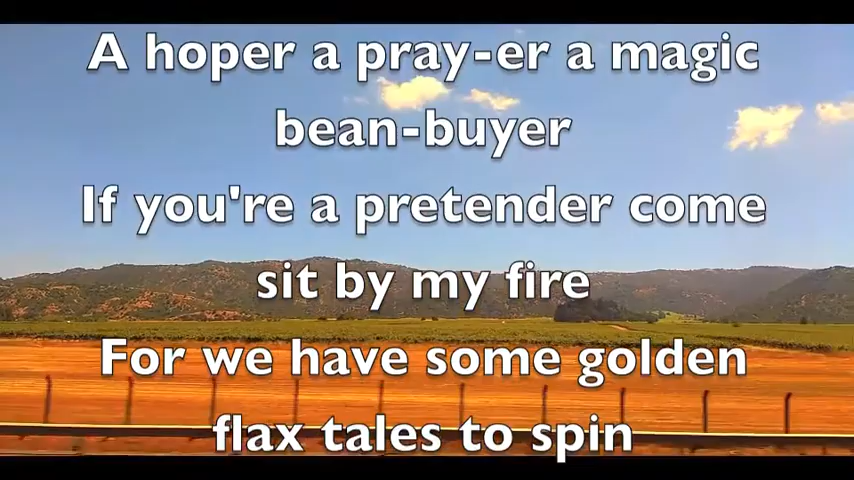 A hoper a pray-er a magic
bean-buyer
If you're a pretender come
sit by my fire
For we have some golden
flax tales to spin